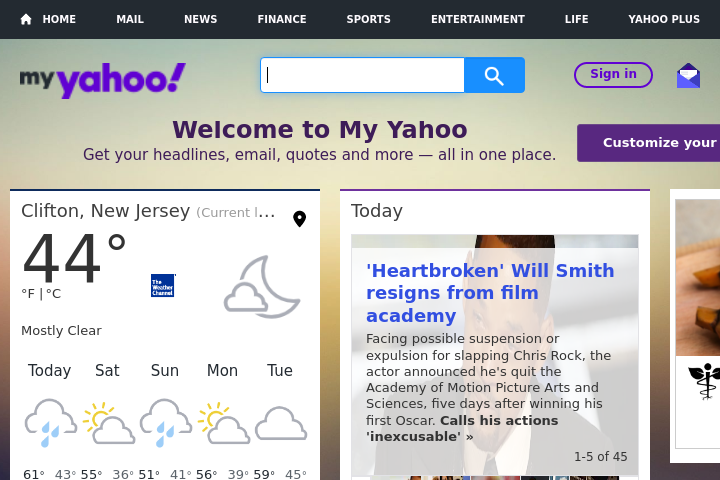 HOME MAIL NEWS FINANCE SPORTS ENTERTAINMENT LIFE YAHOO PLUS
my yahoo!
Sign in
Welcome to My Yahoo
Get your headlines, email, quotes and more — all in one place.
Customize your
Clifton, New Jersey (Current l...
44°
°F | °C
The Weather Channel
Mostly Clear
Today Sat Sun Mon Tue
61° 43° 55° 36° 51° 41° 56° 39° 59° 45°
Today
'Heartbroken' Will Smith
resigns from film
academy
Facing possible suspension or
expulsion for slapping Chris Rock, the
actor announced he's quit the
Academy of Motion Picture Arts and
Sciences, five days after winning his
first Oscar. Calls his actions
'inexcusable' »
1-5 of 45